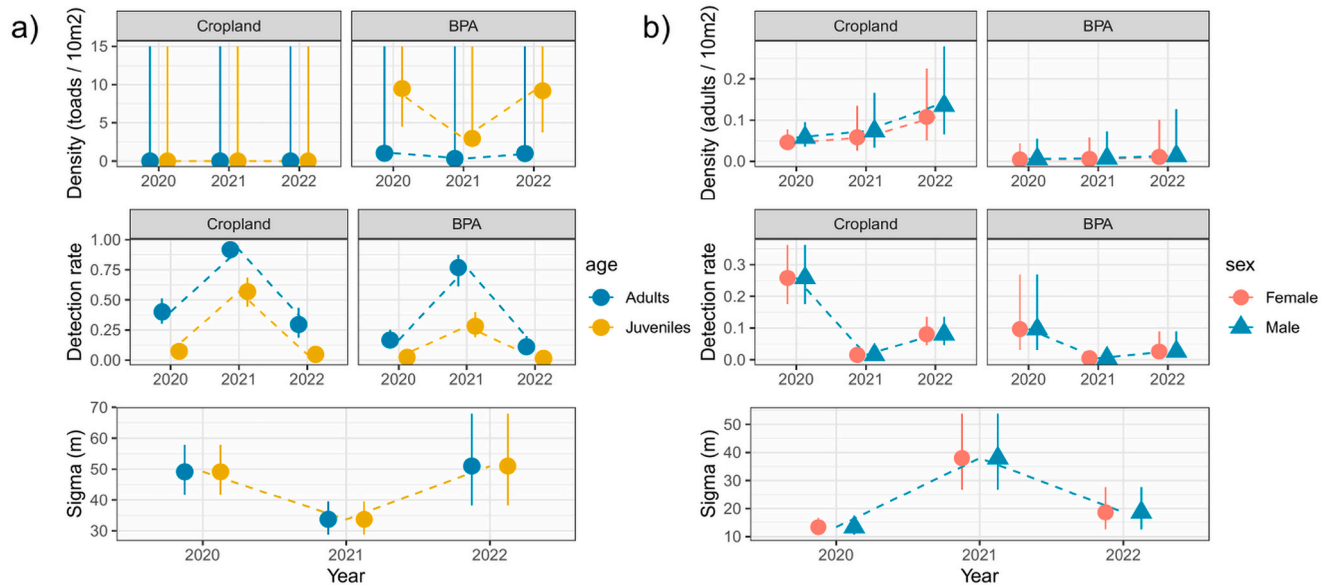 a)
Cropland BPA
Density (toads / 10m2)
15
10
5
0
2020 2021 2022 2020 2021 2022
Cropland BPA
Detection rate
1.00
0.75
0.50
0.25
0.00
2020 2021 2022 2020 2021 2022
age
Adults
Juveniles
Sigma (m)
70
60
50
40
30
2020 2021 2022
Year
b)
Cropland BPA
Density (adults / 10m2)
0.2
0.1
0.0
2020 2021 2022 2020 2021 2022
Cropland BPA
Detection rate
0.3
0.2
0.1
0.0
2020 2021 2022 2020 2021 2022
sex
Female
Male
Sigma (m)
50
40
30
20
10
2020 2021 2022
Year